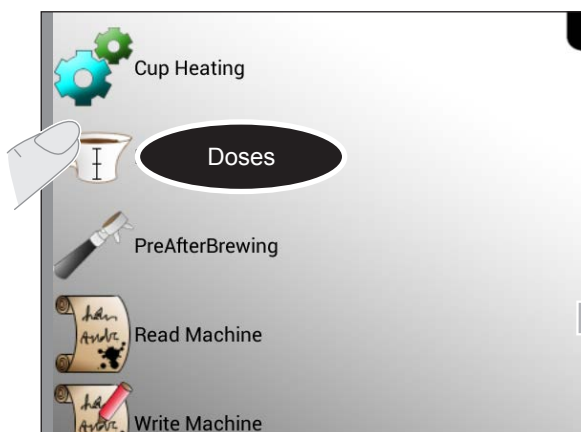 Cup Heating
Doses
PreAfterBrewing
Read Machine
Write Machine